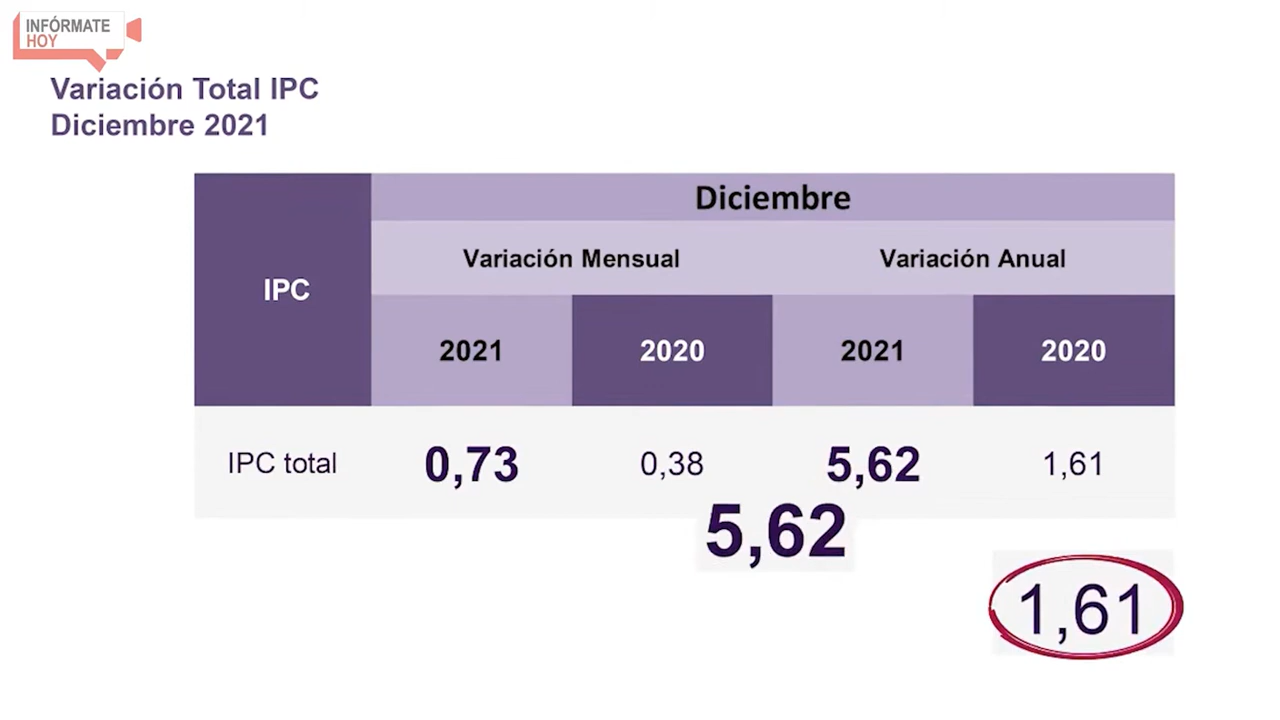 INFÓRMATE
HOY
Variación Total IPC
Diciembre 2021
IPC
Diciembre
Variación Mensual Variación Anual
2021 2020 2021 2020
IPC total 0,73 0,38 5,62 1,61
5,62
1,61